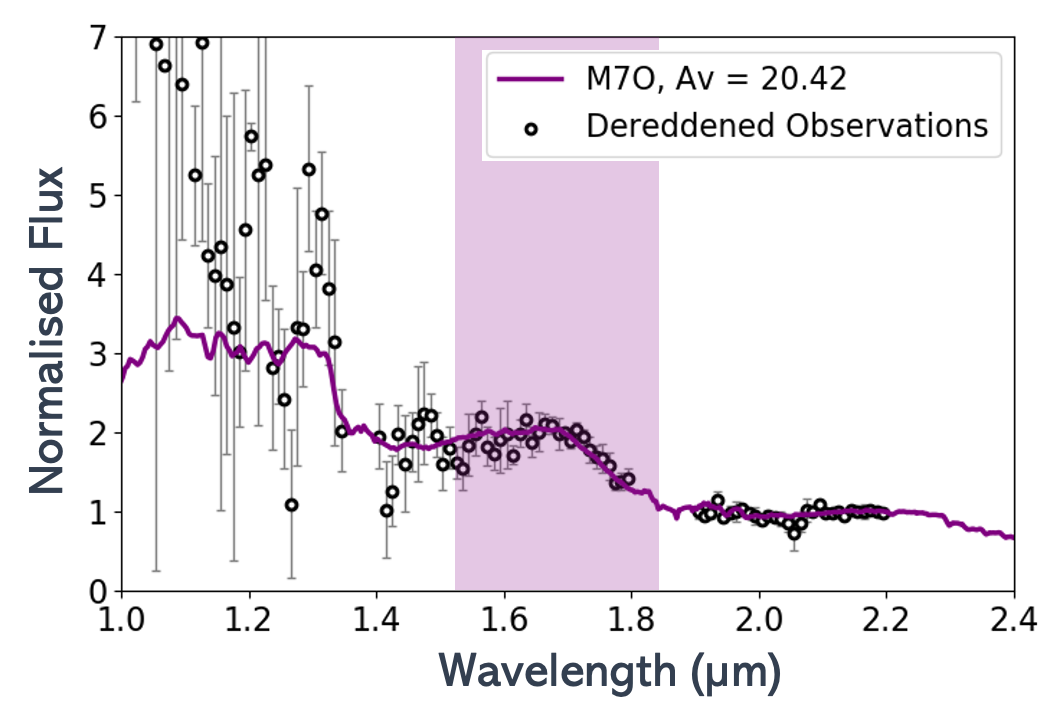 7
6
5
4
3
2
1
0
Normalised Flux
M7O, Av = 20.42
Dereddened Observations
1.0 1.2 1.4 1.6 1.8 2.0 2.2 2.4
Wavelength (μm)